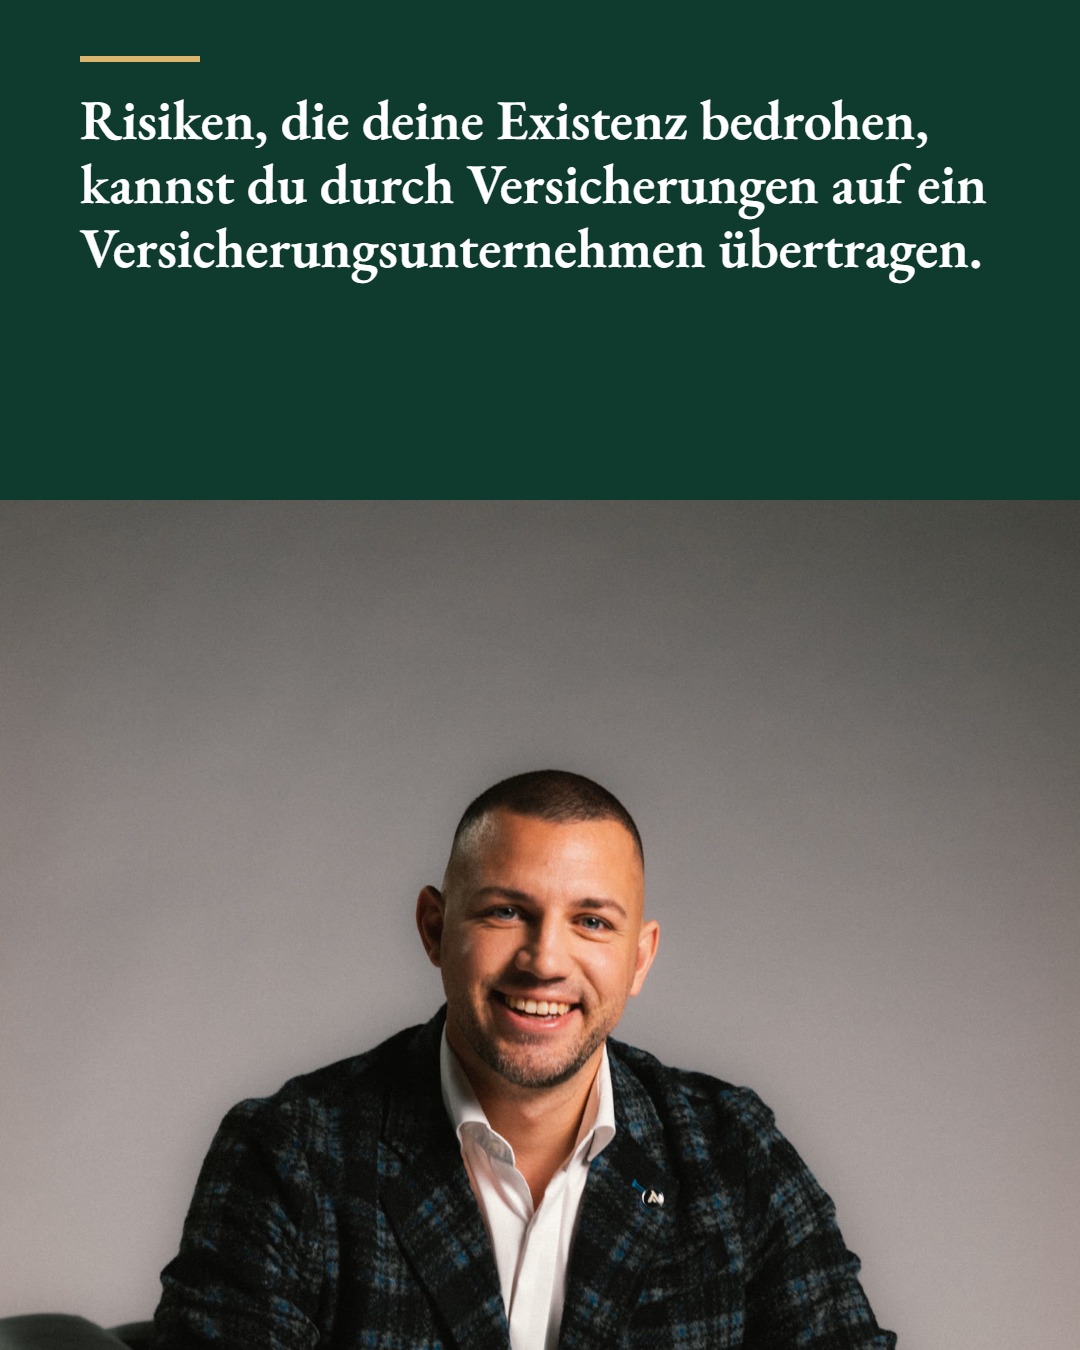 Risiken, die deine Existenz bedrohen,
kannst du durch Versicherungen auf ein
Versicherungsunternehmen übertragen.